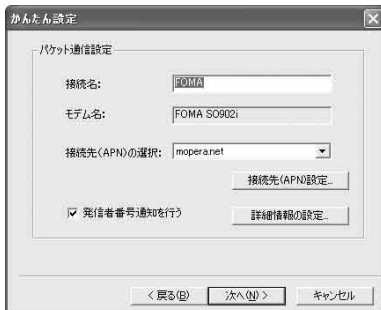 かんたん設定
パケット通信設定
接続名: FOMA
モデム名: FOMA SO902i
接続先(APN)の選択: mopera.net
接続先(APN)設定...
発信者番号通知を行う 詳細情報の設定...
< 戻る(B) 次へ(N) > キャンセル